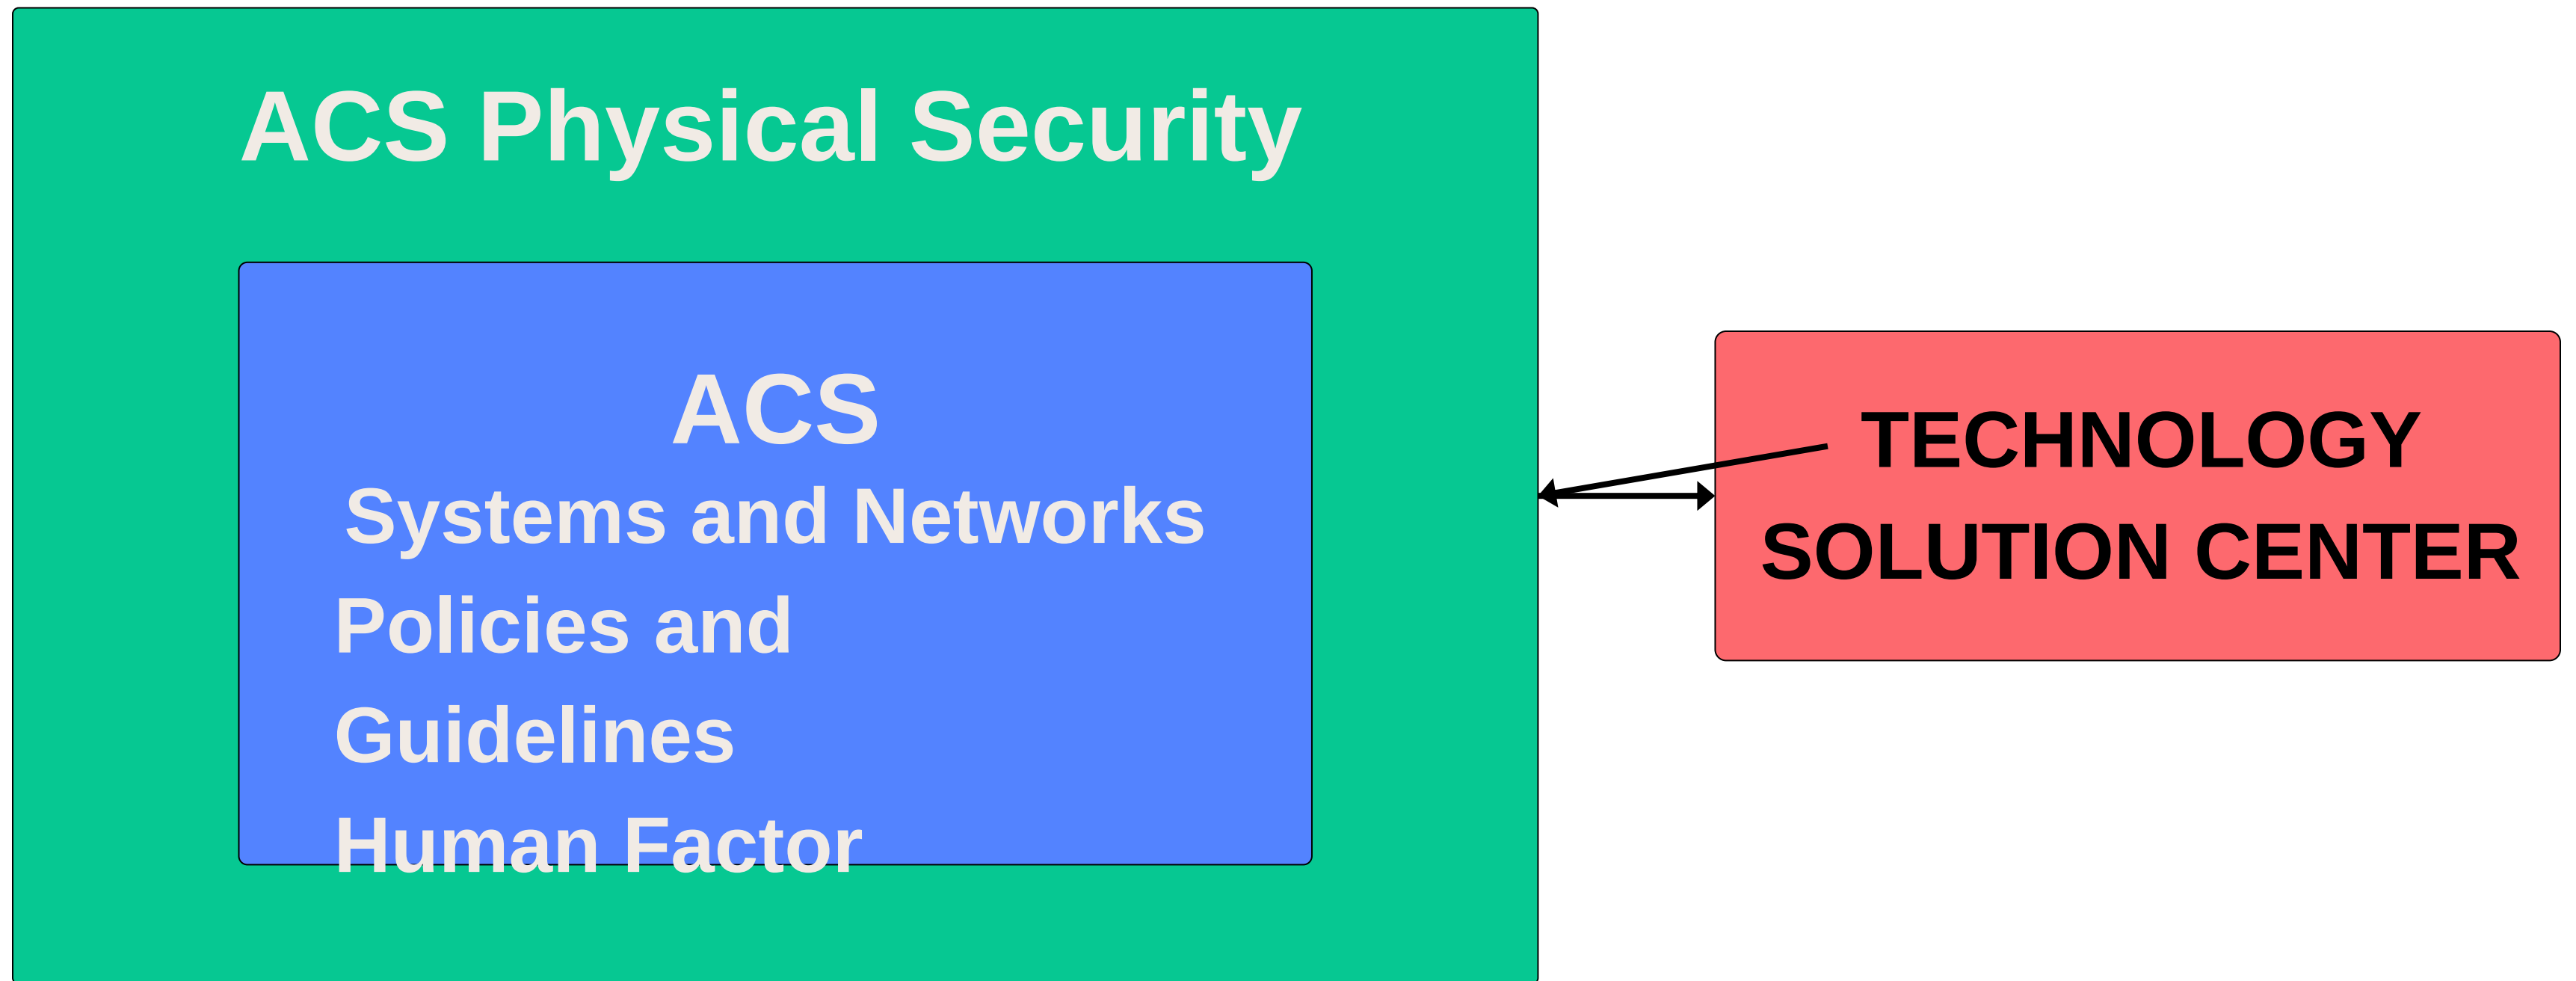 ACS Physical Security
ACS
Systems and Networks
Policies and
Guidelines
Human Factor
TECHNOLOGY
SOLUTION CENTER